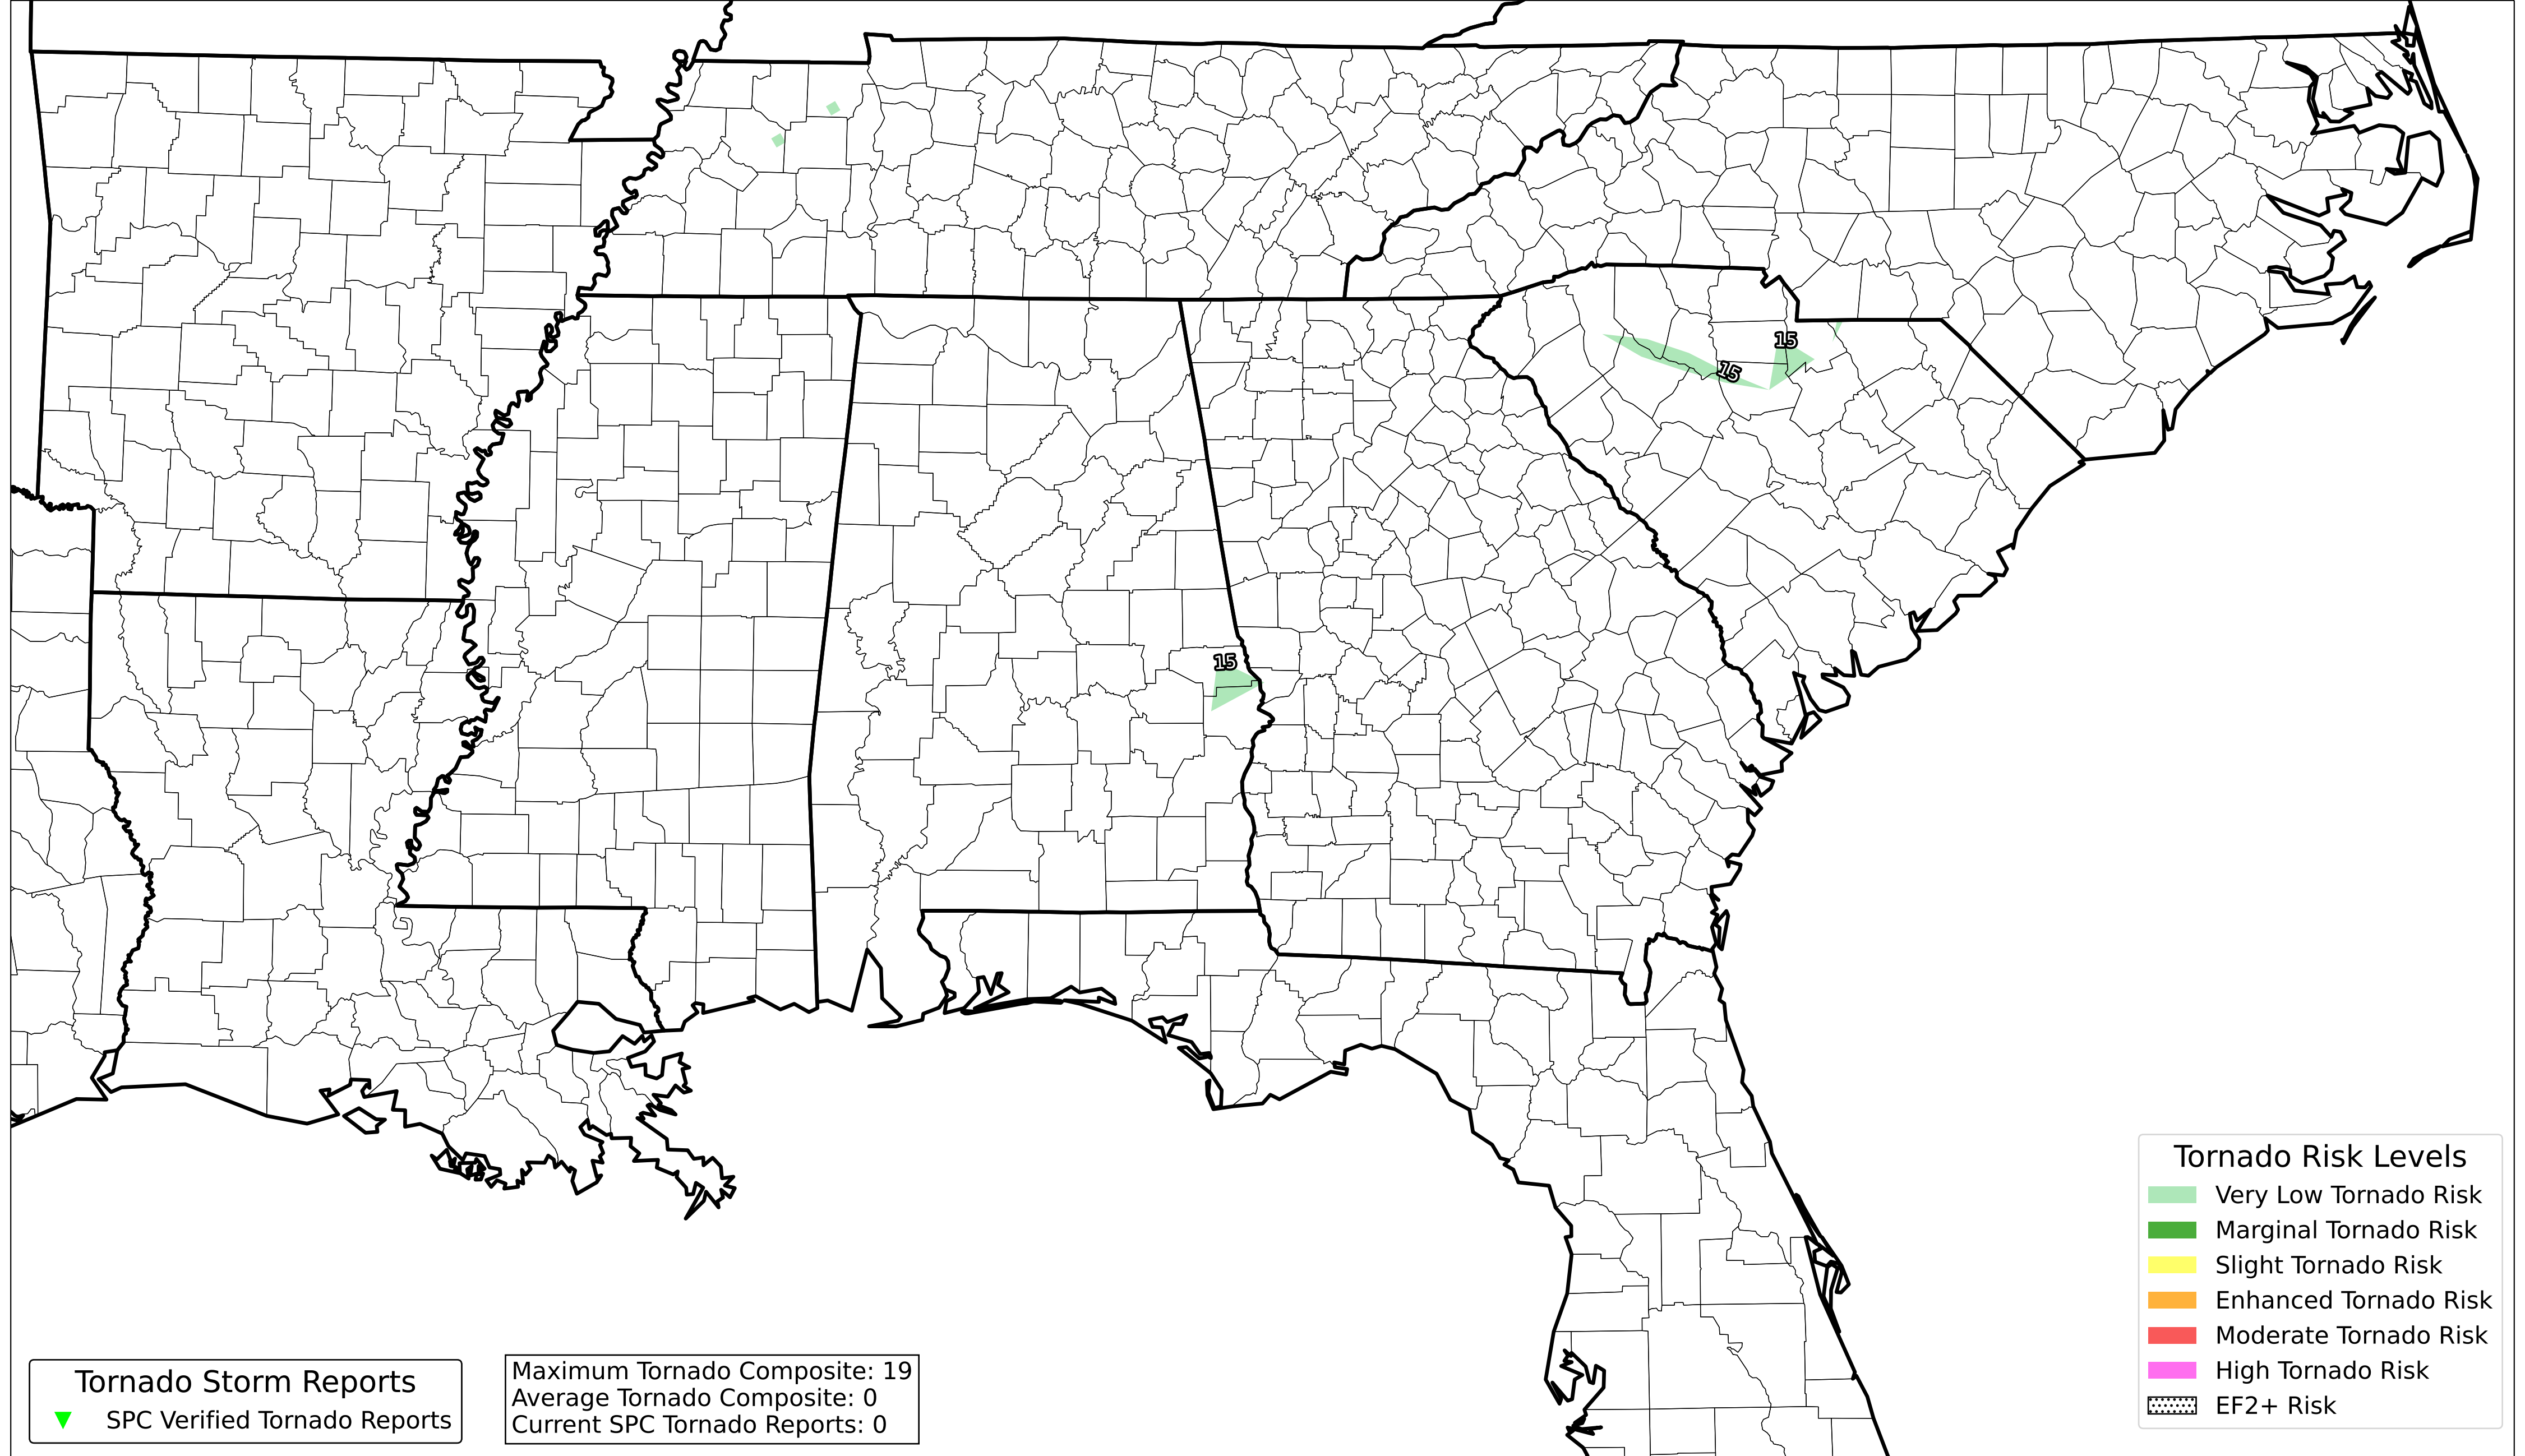 15
15
15
Tornado Risk Levels
Very Low Tornado Risk
Marginal Tornado Risk
Slight Tornado Risk
Enhanced Tornado Risk
Moderate Tornado Risk
High Tornado Risk
EF2+ Risk
Tornado Storm Reports
SPC Verified Tornado Reports
Maximum Tornado Composite: 19
Average Tornado Composite: 0
Current SPC Tornado Reports: 0